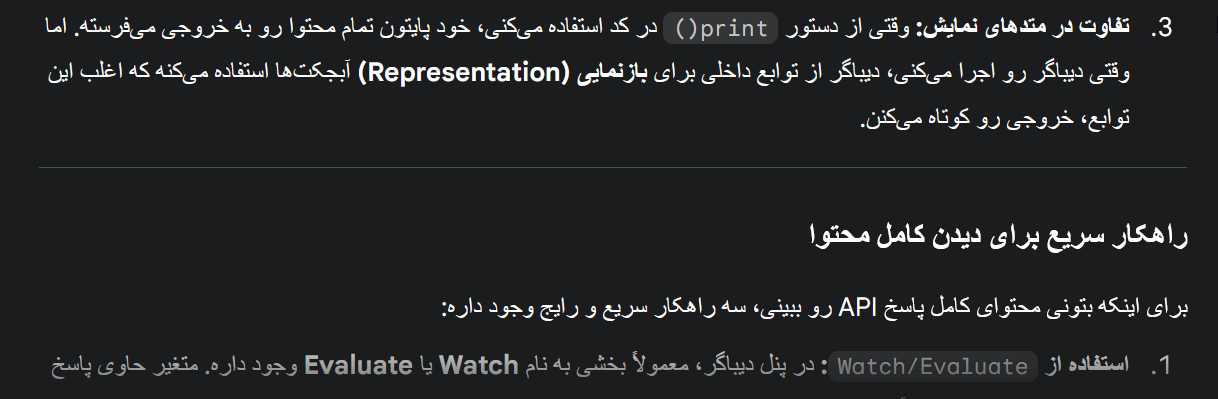 3. تفاوت در متدهای نمایش: وقتی از دستور print() در کد استفاده می‌کنی، خود پایتون تمام محتوا رو به خروجی می‌فرسته. اما
وقتی دیباگر رو اجرا می‌کنی، دیباگر از توابع داخلی برای بازنمایی (Representation) آبجکت‌ها استفاده می‌کنه که اغلب این
توابع، خروجی رو کوتاه می‌کنن.
راهکار سریع برای دیدن کامل محتوا
برای اینکه بتونی محتوای کامل پاسخ API رو ببینی، سه راهکار سریع و رایج وجود داره:
1. استفاده از Watch/Evaluate: در پنل دیباگر، معمولاً بخشی به نام Watch یا Evaluate وجود داره. متغیر حاوی پاسخ